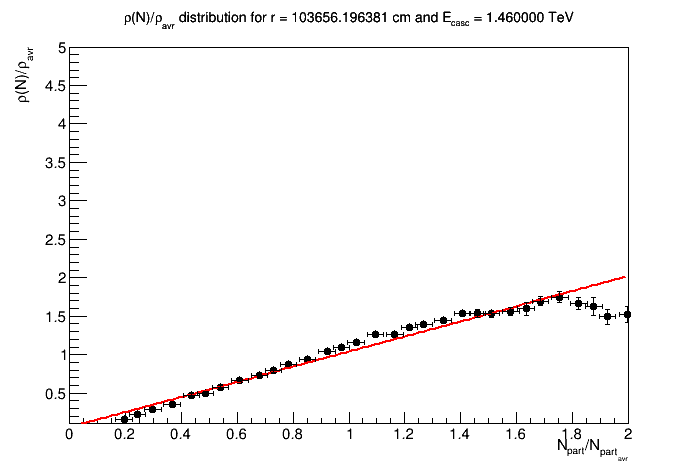 ρ(N)/ρavr distribution for r = 103656.196381 cm and Ecasc = 1.460000 TeV
ρ(N)/ρavr
5
4.5
4
3.5
3
2.5
2
1.5
1
0.5
0 0.2 0.4 0.6 0.8 1 1.2 1.4 1.6 1.8 2
Npart/Npartavr